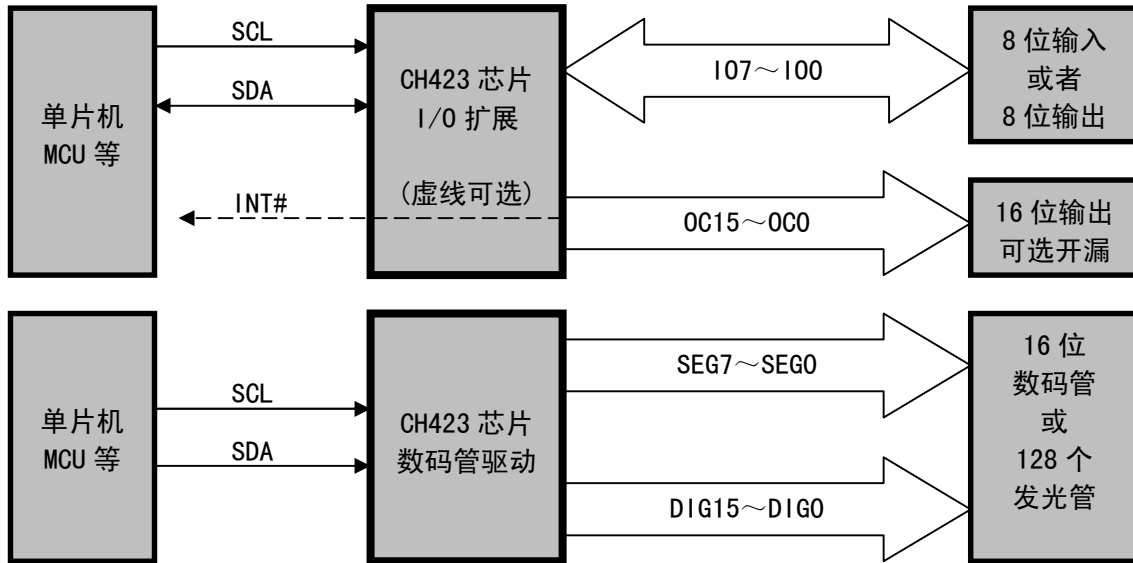 单片机
MCU 等
SCL
SDA
INT#
CH423 芯片
I/O 扩展
(虚线可选)
IO7～IO0
OC15～OC0
8 位输入
或者
8 位输出
16 位输出
可选开漏
单片机
MCU 等
SCL
SDA
CH423 芯片
数码管驱动
SEG7～SEG0
DIG15～DIG0
16 位
数码管
或
128 个
发光管